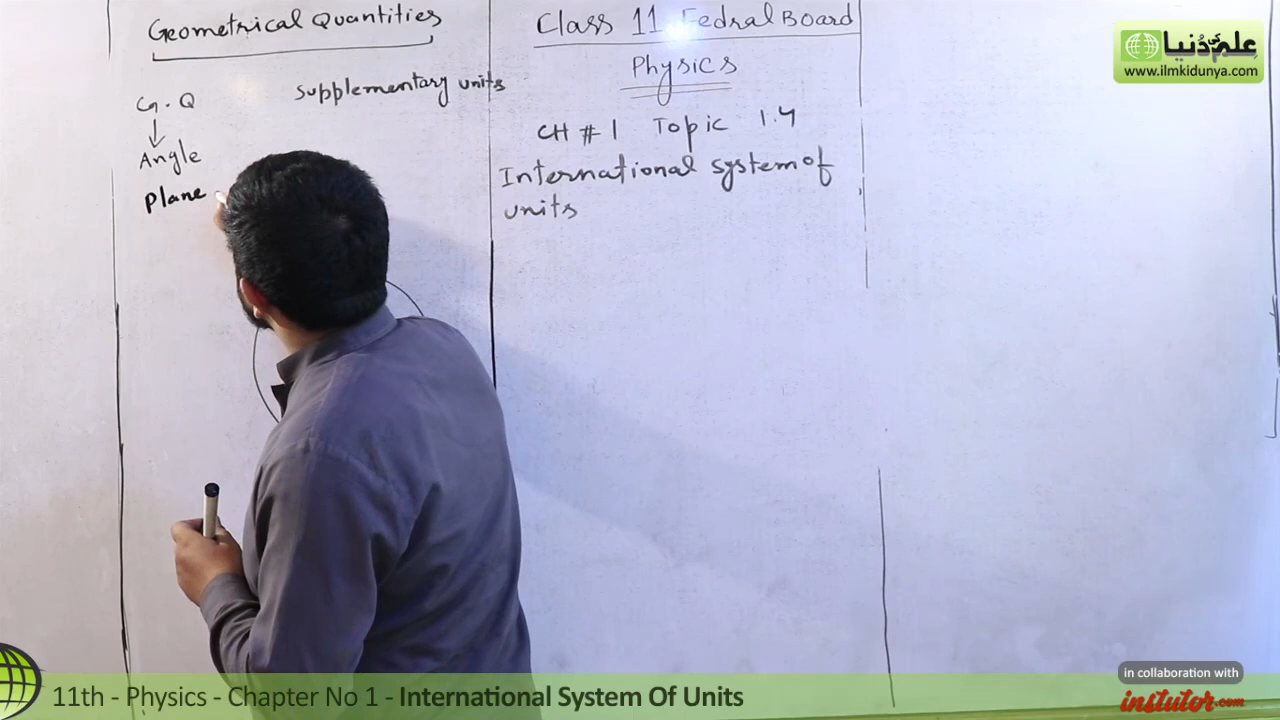 Geometrical Quantities
supplementary units
G . Q
Angle
Plane
Class 11 Fedral Board
Physics
CH # 1 Topic 1.4
International system of
units
علم کی دُنیا
www.ilmkidunya.com
11th - Physics - Chapter No 1 - International System Of Units
in collaboration with
instutor.com